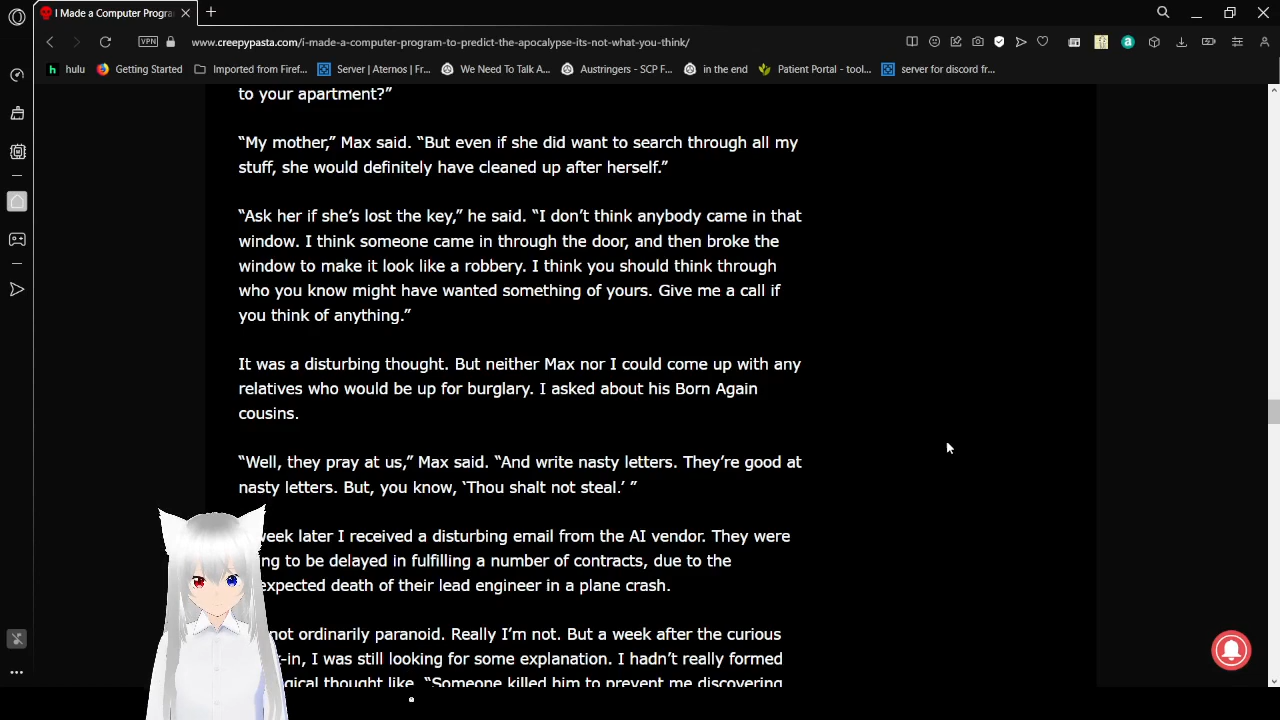 I Made a Computer Progra
VPN
www.creepypasta.com/i-made-a-computer-program-to-predict-the-apocalypse-its-not-what-you-think/
hulu
Getting Started
Imported from Firef...
Server | Aternos | Fr...
We Need To Talk A...
Austringers - SCP F...
in the end
Patient Portal - tool...
server for discord fr...
to your apartment?”
“My mother,” Max said. “But even if she did want to search through all my
stuff, she would definitely have cleaned up after herself.”
“Ask her if she’s lost the key,” he said. “I don’t think anybody came in that
window. I think someone came in through the door, and then broke the
window to make it look like a robbery. I think you should think through
who you know might have wanted something of yours. Give me a call if
you think of anything.”
It was a disturbing thought. But neither Max nor I could come up with any
relatives who would be up for burglary. I asked about his Born Again
cousins.
“Well, they pray at us,” Max said. “And write nasty letters. They’re good at
nasty letters. But, you know, ‘Thou shalt not steal.’ ”
week later I received a disturbing email from the AI vendor. They were
ng to be delayed in fulfilling a number of contracts, due to the
expected death of their lead engineer in a plane crash.
not ordinarily paranoid. Really I’m not. But a week after the curious
-in, I was still looking for some explanation. I hadn’t really formed
gical thought like, “Someone killed him to prevent me discovering